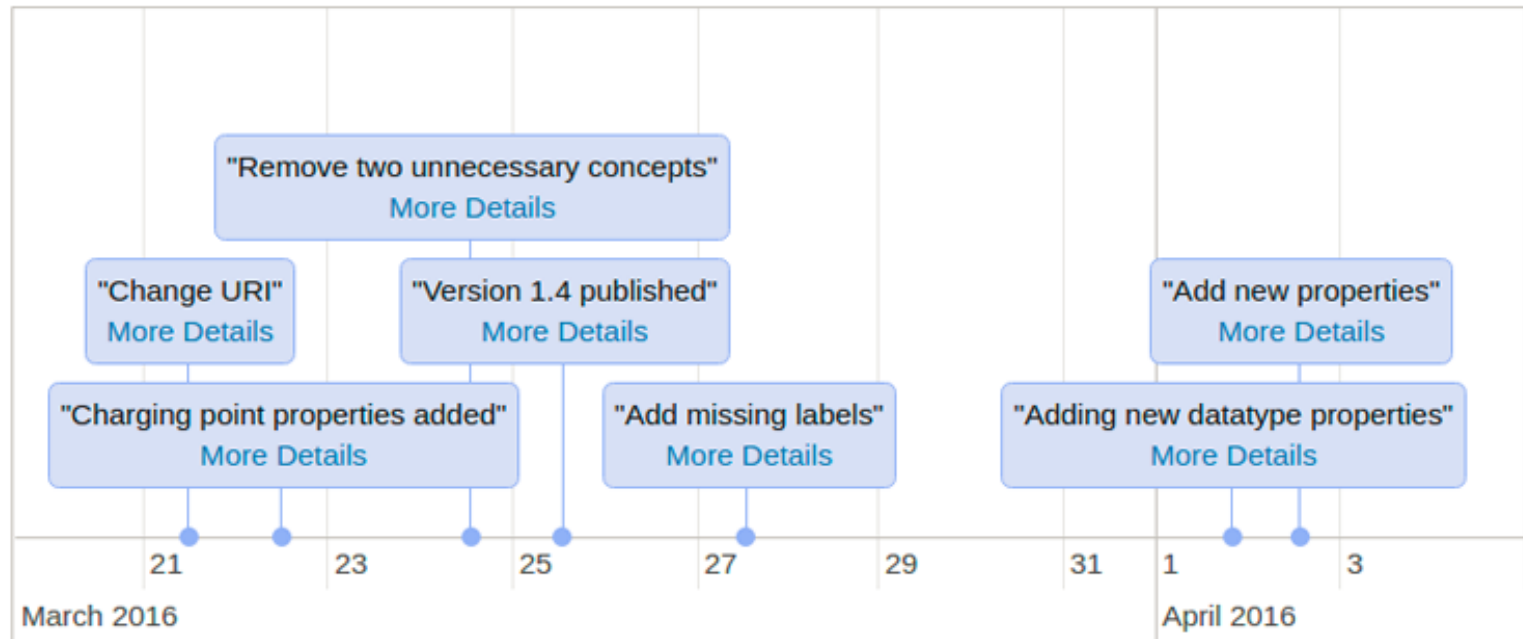 "Remove two unnecessary concepts"
More Details
"Change URI"
More Details
"Version 1.4 published"
More Details
"Add new properties"
More Details
"Charging point properties added"
More Details
"Add missing labels"
More Details
"Adding new datatype properties"
More Details
21 23 25 27 29 31 1 3
March 2016 April 2016